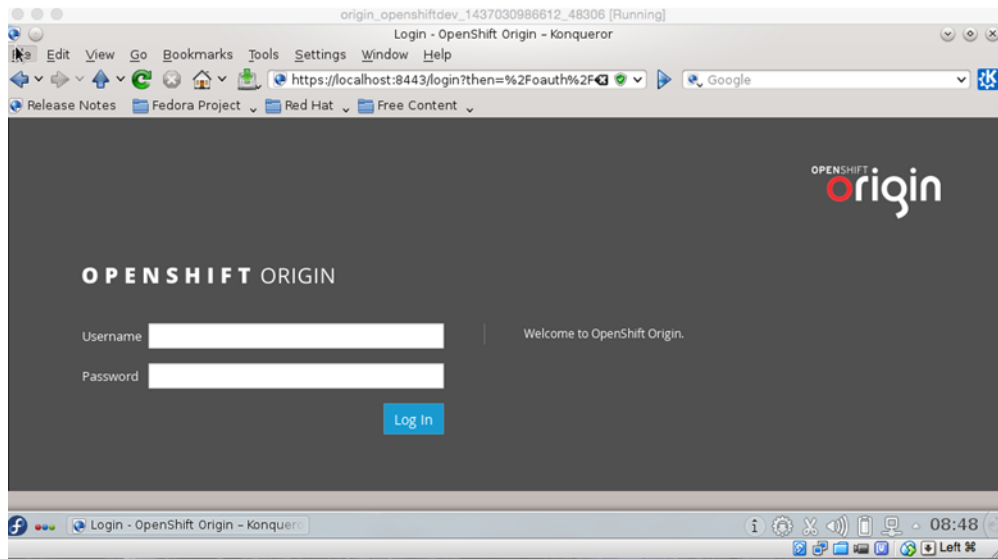 origin_openshiftdev_1437030986612_48306 [Running]
Login - OpenShift Origin – Konqueror
Edit View Go Bookmarks Tools Settings Window Help
https://localhost:8443/login?then=%2Foauth%2F Google
Release Notes Fedora Project Red Hat Free Content
OPENSHIFT
origin
OPENSHIFT ORIGIN
Username
Welcome to OpenShift Origin.
Password
Log In
Login - OpenShift Origin – Konquero
08:48
Left ⌘